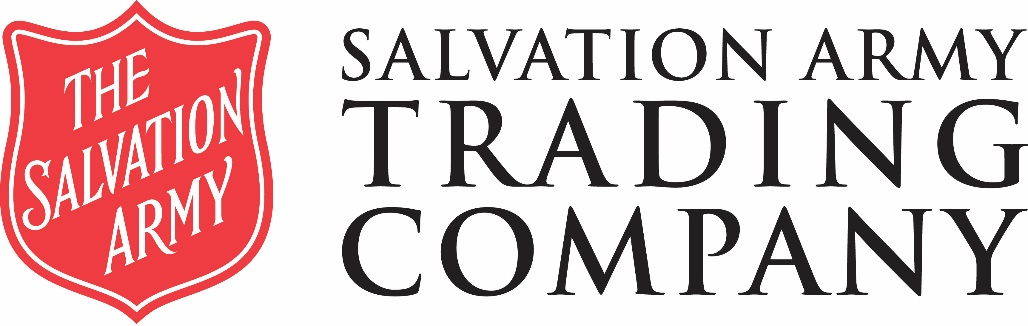 THE
SALVATION
ARMY
SALVATION ARMY
TRADING
COMPANY